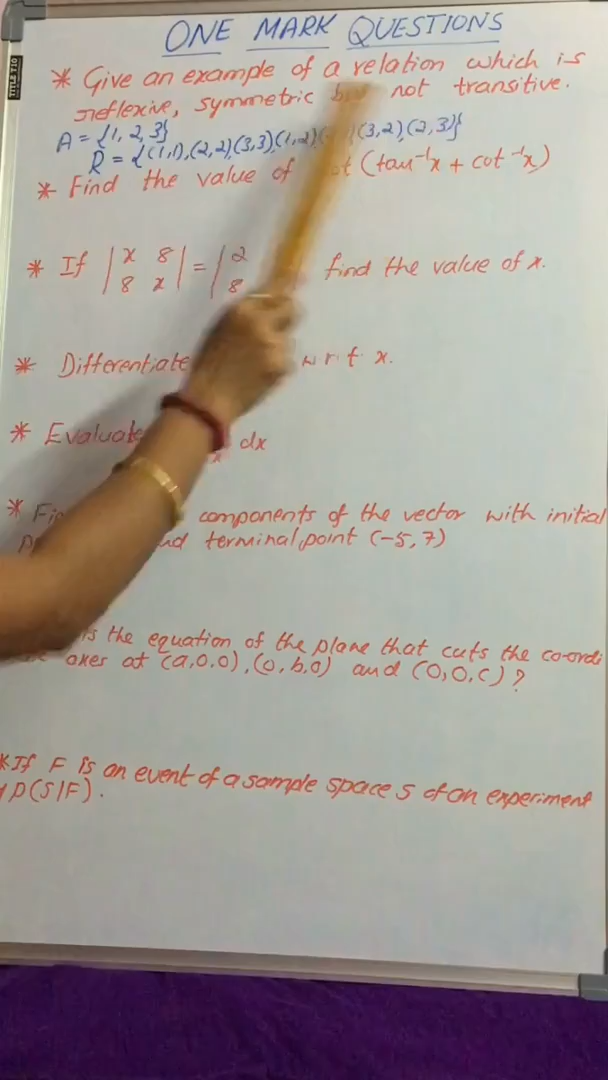 ONE MARK QUESTIONS
* Give an example of a relation which is
reflexive, symmetric not transitive.
A = {1, 2, 3}
R = {(1,1),(2,2),(3,3),(1,2) (3,2),(2,3)}
* Find the value of (tan⁻¹x + cot⁻¹x)
* If | x 8 | = | 2 find the value of x.
| 8 x | | 8
* Differentiate w.r.t x.
* Evaluate dx
* components of the vector with initial
terminal point (-5,7)
is the equation of the plane that cuts the co-ordi
axes at (a,0,0),(0,b,0) and (0,0,c)?
*If F is an event of a sample space S of an experiment
P(S/F).
TITLE TIO